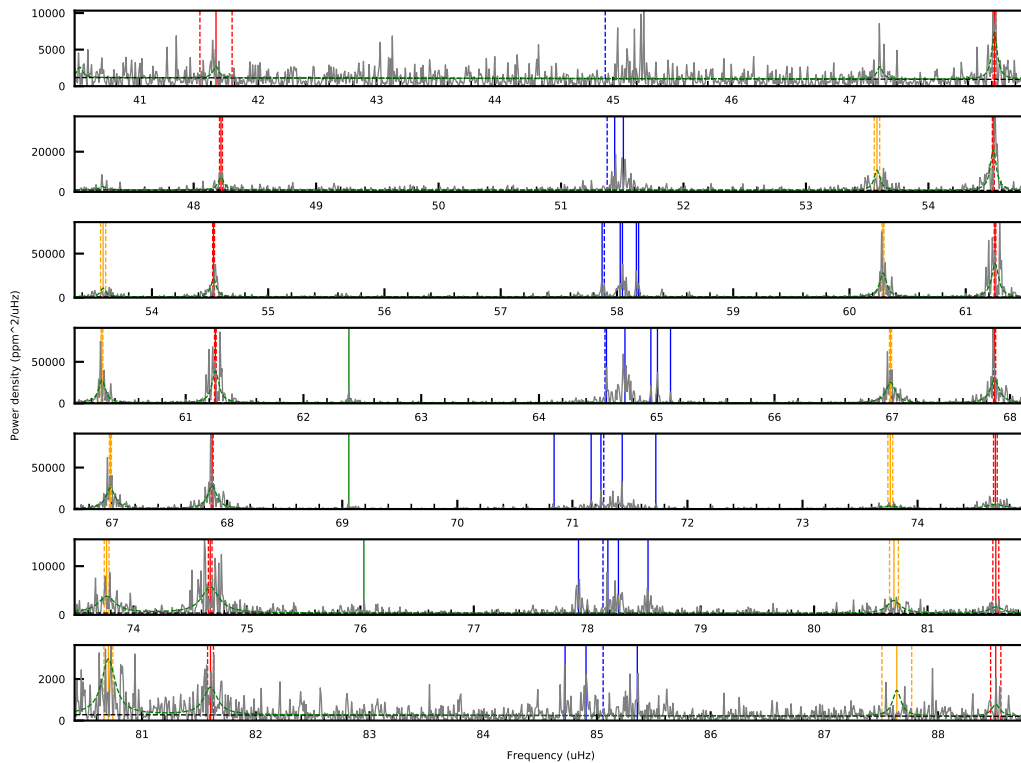 10000
5000
0
41 42 43 44 45 46 47 48
20000
0
48 49 50 51 52 53 54
50000
0
54 55 56 57 58 59 60 61
50000
0
61 62 63 64 65 66 67 68
Power density (ppm^2/uHz)
50000
0
67 68 69 70 71 72 73 74
10000
5000
0
74 75 76 77 78 79 80 81
2000
0
81 82 83 84 85 86 87 88
Frequency (uHz)